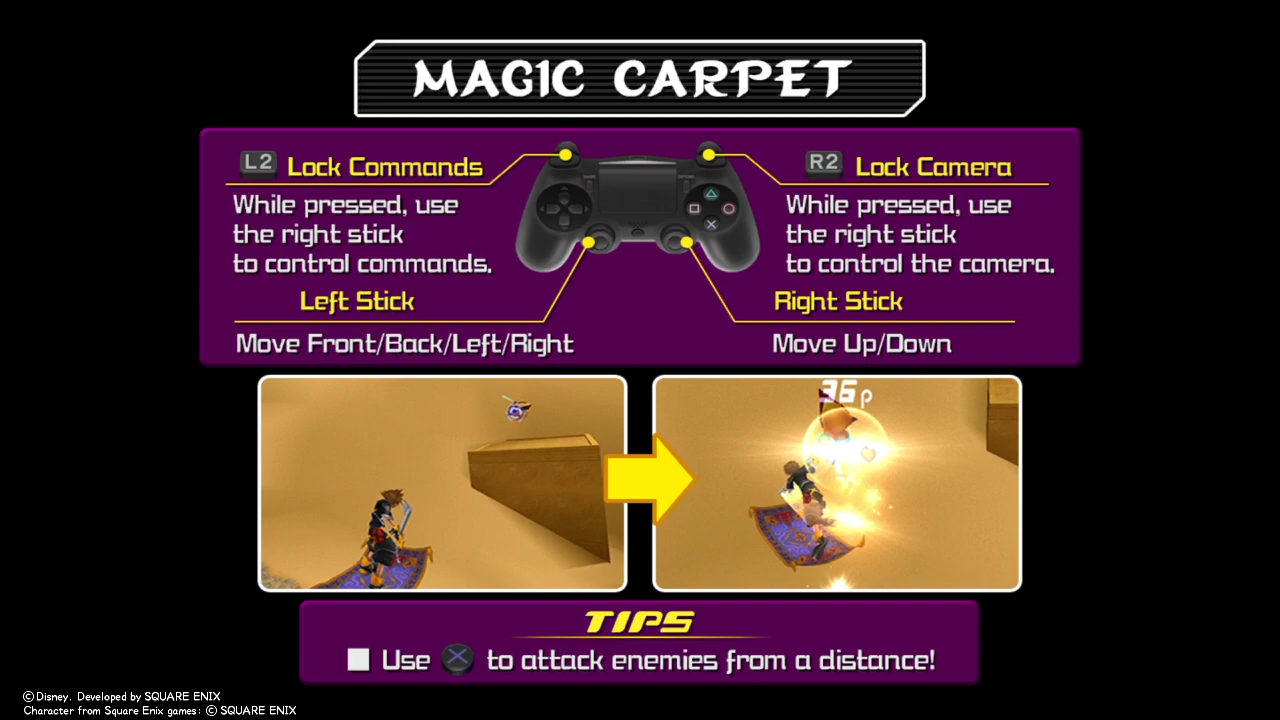 MAGIC CARPET
L2 Lock Commands
While pressed, use
the right stick
to control commands.
R2 Lock Camera
While pressed, use
the right stick
to control the camera.
Left Stick
Move Front/Back/Left/Right
Right Stick
Move Up/Down
36p
TIPS
Use to attack enemies from a distance!
©Disney. Developed by SQUARE ENIX
Character from Square Enix games: © SQUARE ENIX